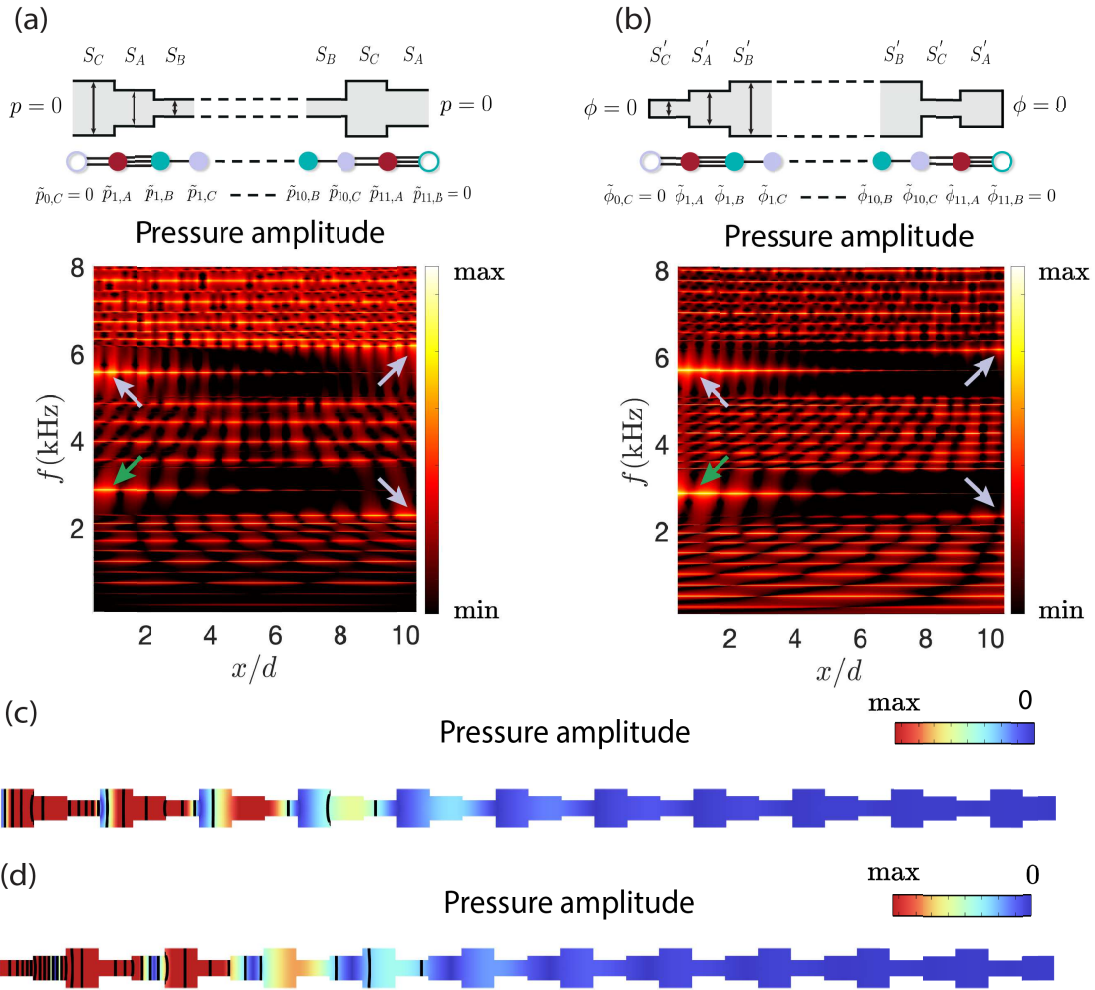 (a)
S_C S_A S_B S_B S_C S_A
p = 0 p = 0
p̃_{0,C} = 0 p̃_{1,A} p̃_{1,B} p̃_{1,C} p̃_{10,B} p̃_{10,C} p̃_{11,A} p̃_{11,B} = 0
Pressure amplitude
8
6
4
2
f (kHz)
2 4 6 8 10
x/d
max
min
(b)
S′_C S′_A S′_B S′_B S′_C S′_A
ϕ = 0 ϕ = 0
ϕ̃_{0,C} = 0 ϕ̃_{1,A} ϕ̃_{1,B} ϕ̃_{1,C} ϕ̃_{10,B} ϕ̃_{10,C} ϕ̃_{11,A} ϕ̃_{11,B} = 0
Pressure amplitude
8
6
4
2
f (kHz)
2 4 6 8 10
x/d
max
min
(c)
Pressure amplitude
max 0
(d)
Pressure amplitude
max 0